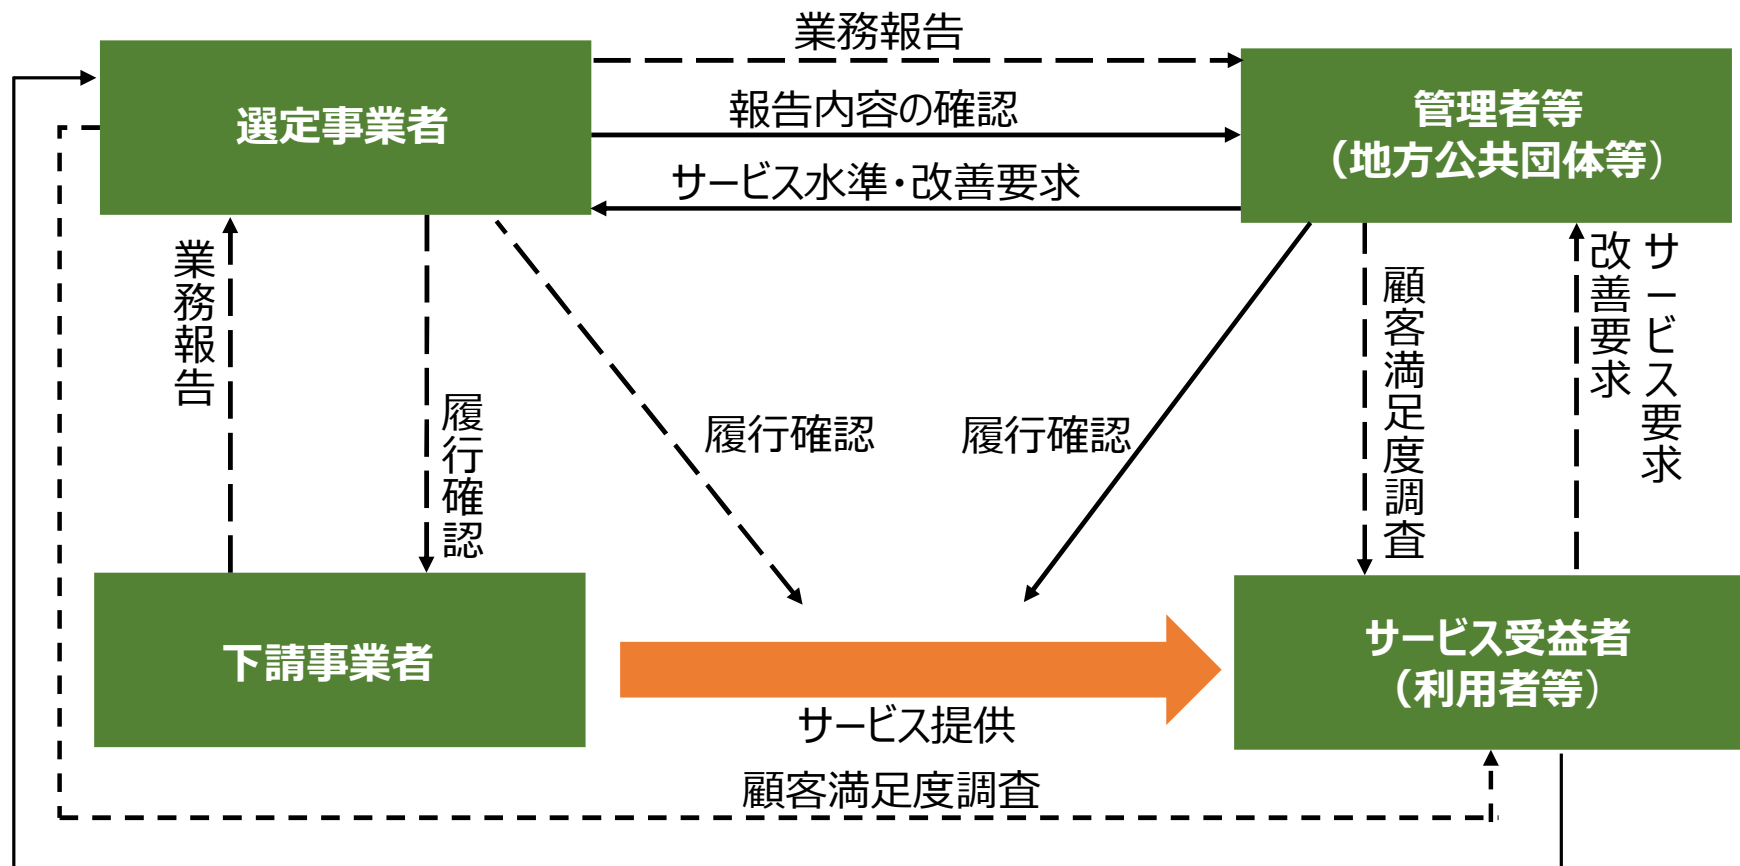 業務報告
選定事業者
報告内容の確認
管理者等
（地方公共団体等）
サービス水準・改善要求
業務報告
履行確認
履行確認
履行確認
顧客満足度調査
サービス要求
改善要求
下請事業者
サービス受益者
（利用者等）
サービス提供
顧客満足度調査